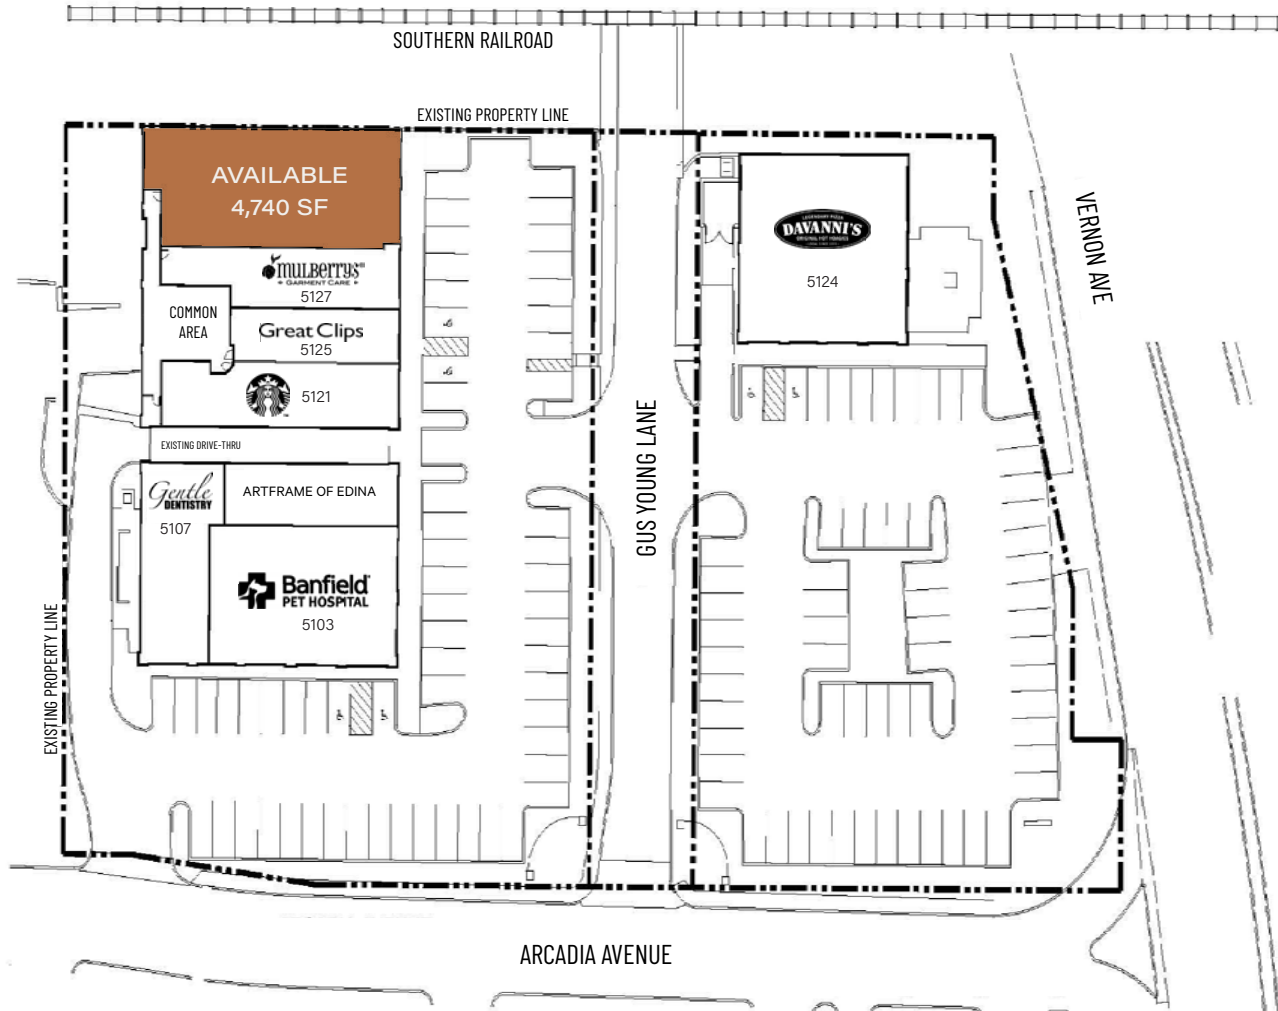 SOUTHERN RAILROAD
EXISTING PROPERTY LINE
AVAILABLE
4,740 SF
MULBERRYS
GARMENT CARE
5127
COMMON
AREA
Great Clips
5125
5121
EXISTING DRIVE-THRU
Gentle
DENTISTRY
5107
ARTFRAME OF EDINA
Banfield
PET HOSPITAL
5103
EXISTING PROPERTY LINE
GUS YOUNG LANE
LEGENDARY PIZZA
DAVANNI'S
5124
VERNON AVE
ARCADIA AVENUE